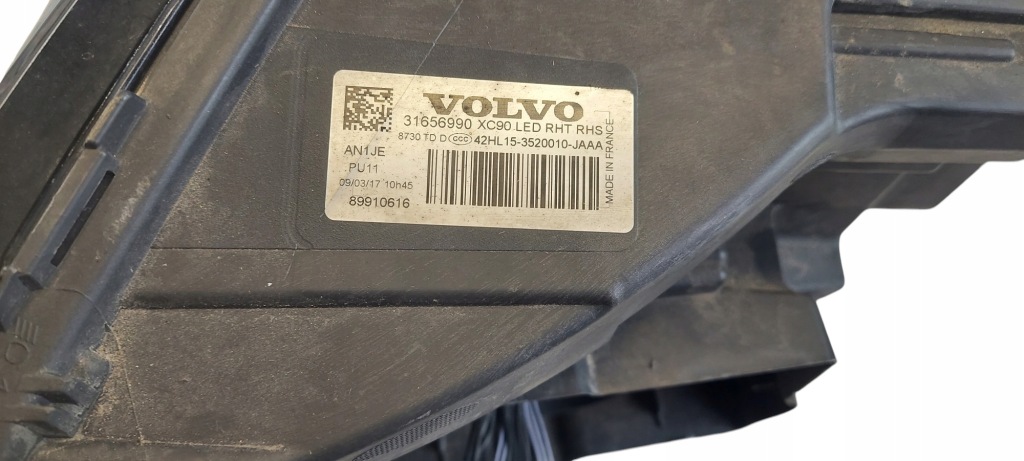 VOLVO
31656990 XC90 LED RHT RHS
8730 TD D CCC 42HL15-3520010-JAAA
AN1JE
PU11
09/03/17 10h45
89910616
MADE IN FRANCE